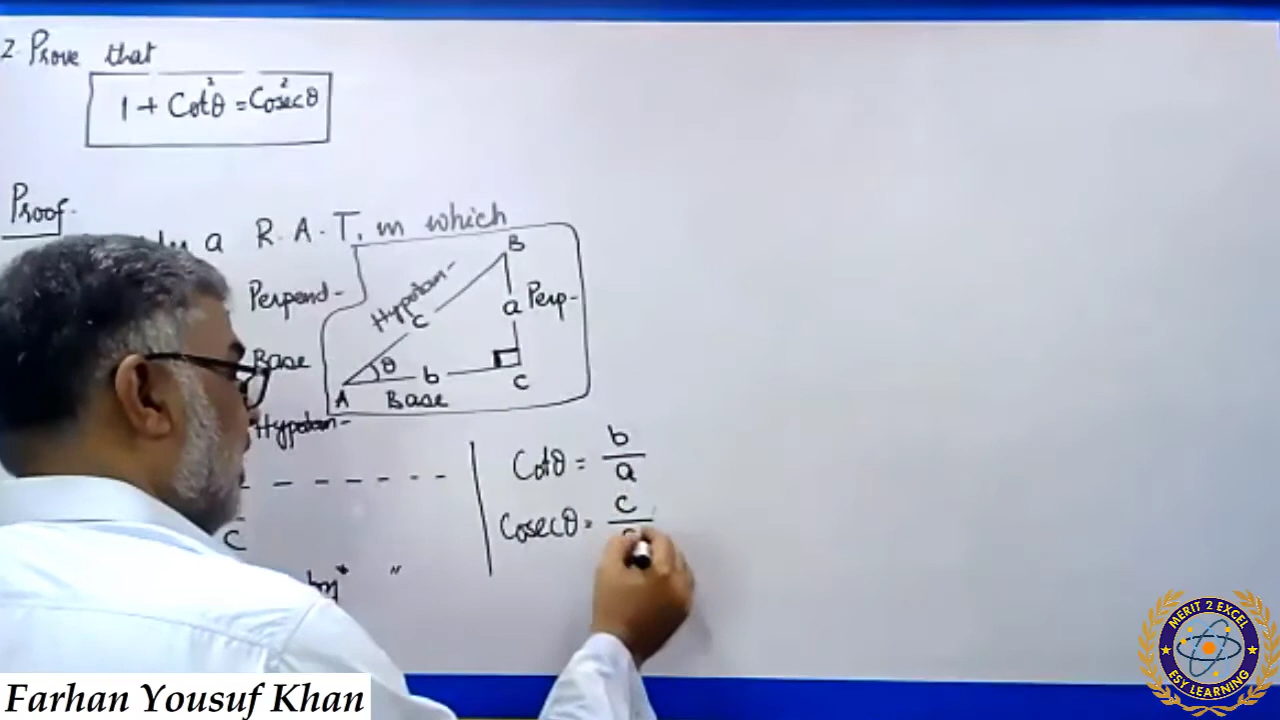 2. Prove that
1 + Cot²θ = Cosec²θ
Proof.
a R.A.T, in which
Perpend-
Base
Hypoten-
B
Hypoten-
c
a Perp-
θ
b
C
A
Base
Cotθ = b/a
Cosecθ = c/
C
"
MERIT 2 EXCEL
ESY LEARNING
Farhan Yousuf Khan